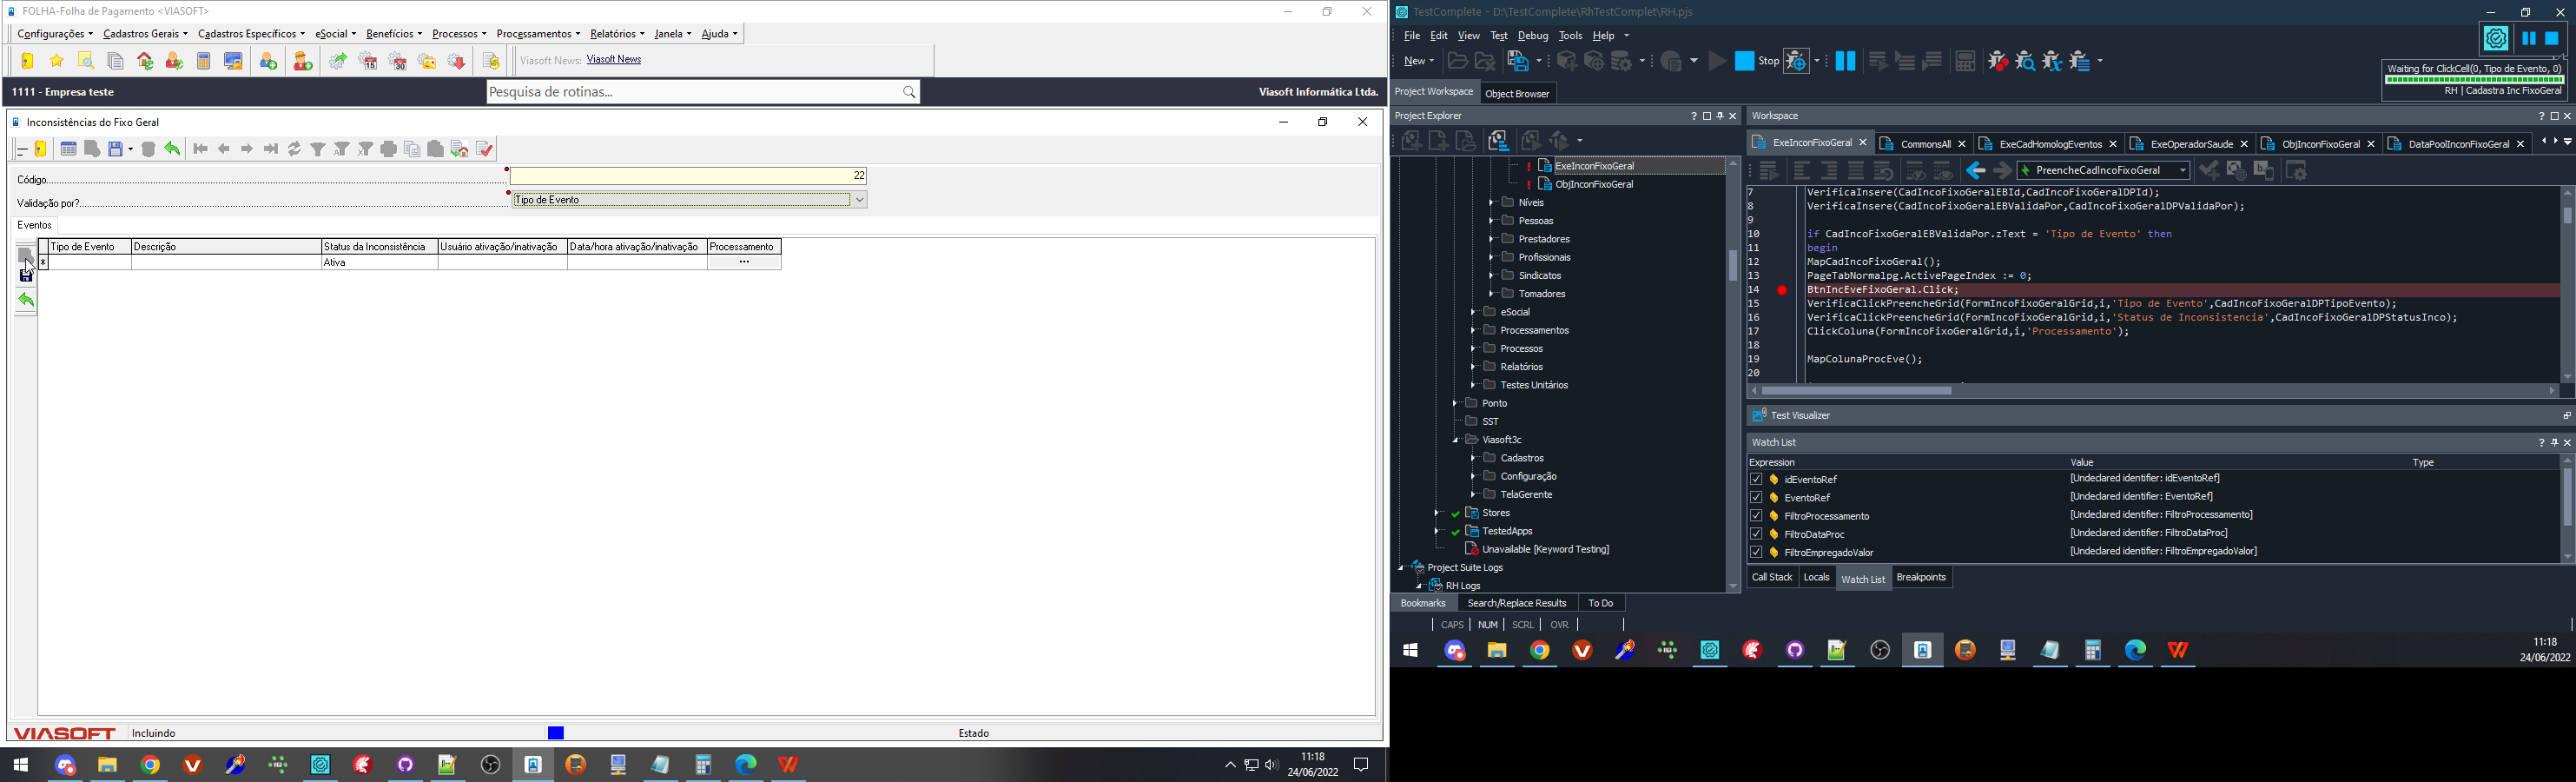 FOLHA-Folha de Pagamento <VIASOFT>
Configurações Cadastros Gerais Cadastros Específicos eSocial Benefícios Processos Processamentos Relatórios Janela Ajuda
Viasoft News: Viasoft News
1111 - Empresa teste
Pesquisa de rotinas...
Viasoft Informática Ltda.
Inconsistências do Fixo Geral
Código
22
Validação por?
Tipo de Evento
Eventos
Tipo de Evento Descrição Status da Inconsistência Usuário ativação/inativação Data/hora ativação/inativação Processamento
Ativa ...
VIASOFT Incluindo Estado
11:18
24/06/2022
TestComplete - D:\TestComplete\RhTestComplet\RH.pjs
File Edit View Test Debug Tools Help
New
Stop
Waiting for ClickCell(0, Tipo de Evento, 0)
RH | Cadastra Inc FixoGeral
Project Workspace Object Browser
Project Explorer
ExeInconFixoGeral
ObjInconFixoGeral
Níveis
Pessoas
Prestadores
Profissionais
Sindicatos
Tomadores
eSocial
Processamentos
Processos
Relatórios
Testes Unitários
Ponto
SST
Viasoft3c
Cadastros
Configuração
TelaGerente
Stores
TestedApps
Unavailable [Keyword Testing]
Project Suite Logs
RH Logs
Bookmarks Search/Replace Results To Do
CAPS NUM SCRL OVR
Workspace
ExeInconFixoGeral CommonsAll ExeCadHomologEventos ExeOperadorSaude ObjInconFixoGeral DataPoolInconFixoGeral
PreencheCadIncoFixoGeral
7 VerificaInsere(CadIncoFixoGeralEBId,CadIncoFixoGeralDPId);
8 VerificaInsere(CadIncoFixoGeralEBValidaPor,CadIncoFixoGeralDPValidaPor);
9
10 if CadIncoFixoGeralEBValidaPor.zText = 'Tipo de Evento' then
11 begin
12 MapCadIncoFixoGeral();
13 PageTabNormalpg.ActivePageIndex := 0;
14 BtnIncEveFixoGeral.Click;
15 VerificaClickPreencheGrid(FormIncoFixoGeralGrid,i,'Tipo de Evento',CadIncoFixoGeralDPTipoEvento);
16 VerificaClickPreencheGrid(FormIncoFixoGeralGrid,i,'Status de Inconsistencia',CadIncoFixoGeralDPStatusInco);
17 ClickColuna(FormIncoFixoGeralGrid,i,'Processamento');
18
19 MapColunaProcEve();
20
Test Visualizer
Watch List
Expression Value Type
idEventoRef [Undeclared identifier: idEventoRef]
EventoRef [Undeclared identifier: EventoRef]
FiltroProcessamento [Undeclared identifier: FiltroProcessamento]
FiltroDataProc [Undeclared identifier: FiltroDataProc]
FiltroEmpregadoValor [Undeclared identifier: FiltroEmpregadoValor]
Call Stack Locals Watch List Breakpoints
11:18
24/06/2022